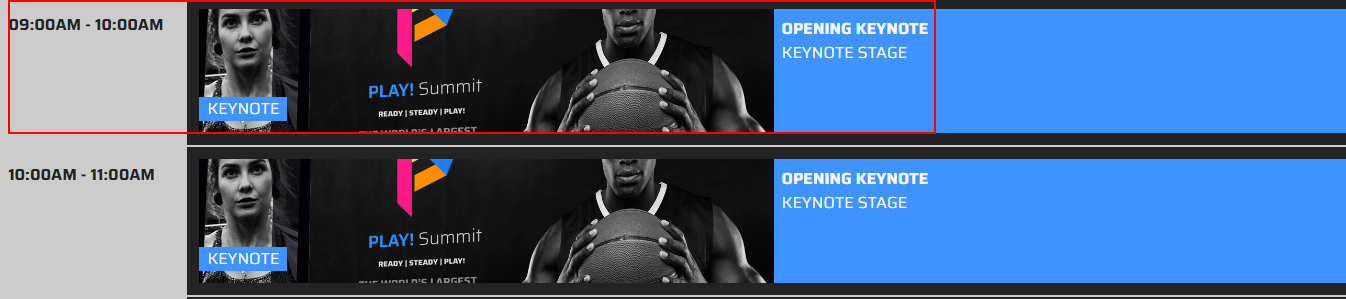 09:00AM - 10:00AM
PLAY! Summit
READY | STEADY | PLAY!
THE WORLD'S LARGEST
KEYNOTE
OPENING KEYNOTE
KEYNOTE STAGE
10:00AM - 11:00AM
PLAY! Summit
READY | STEADY | PLAY!
THE WORLD'S LARGEST
KEYNOTE
OPENING KEYNOTE
KEYNOTE STAGE